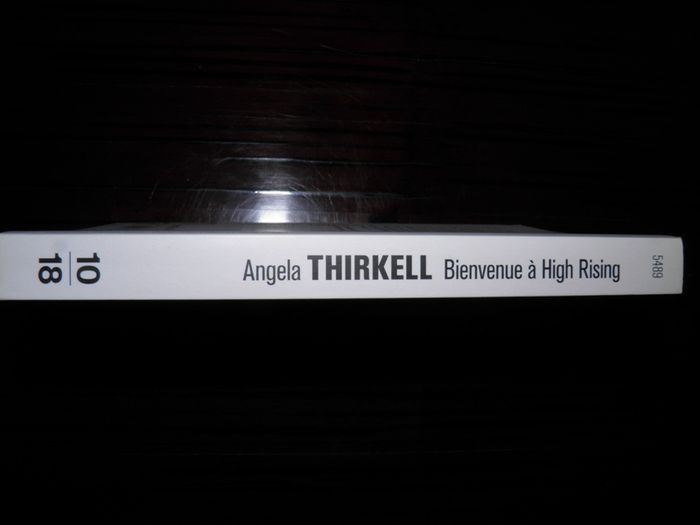 10
18
Angela THIRKELL Bienvenue à High Rising
5489